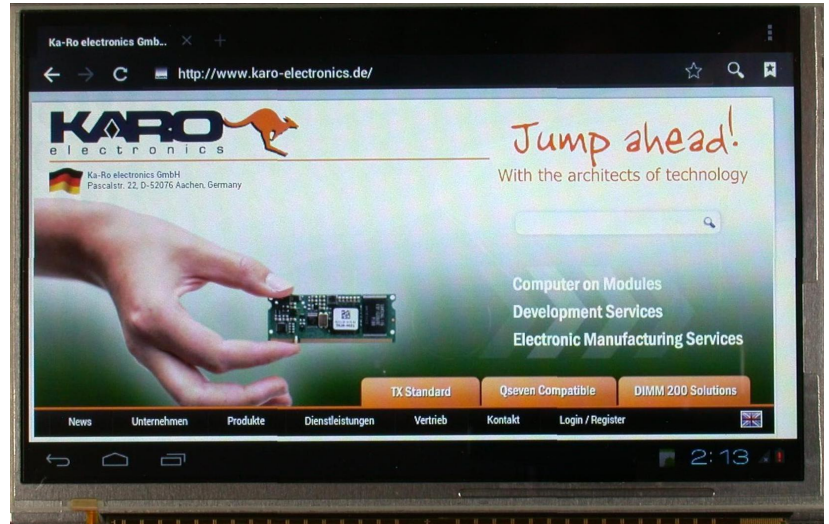 Ka-Ro electronics Gmb...
http://www.karo-electronics.de/
KARO
electronics
Ka-Ro electronics GmbH
Pascalstr. 22, D-52076 Aachen, Germany
Jump ahead!
With the architects of technology
Computer on Modules
Development Services
Electronic Manufacturing Services
TX Standard Qseven Compatible DIMM 200 Solutions
News Unternehmen Produkte Dienstleistungen Vertrieb Kontakt Login / Register
2:13